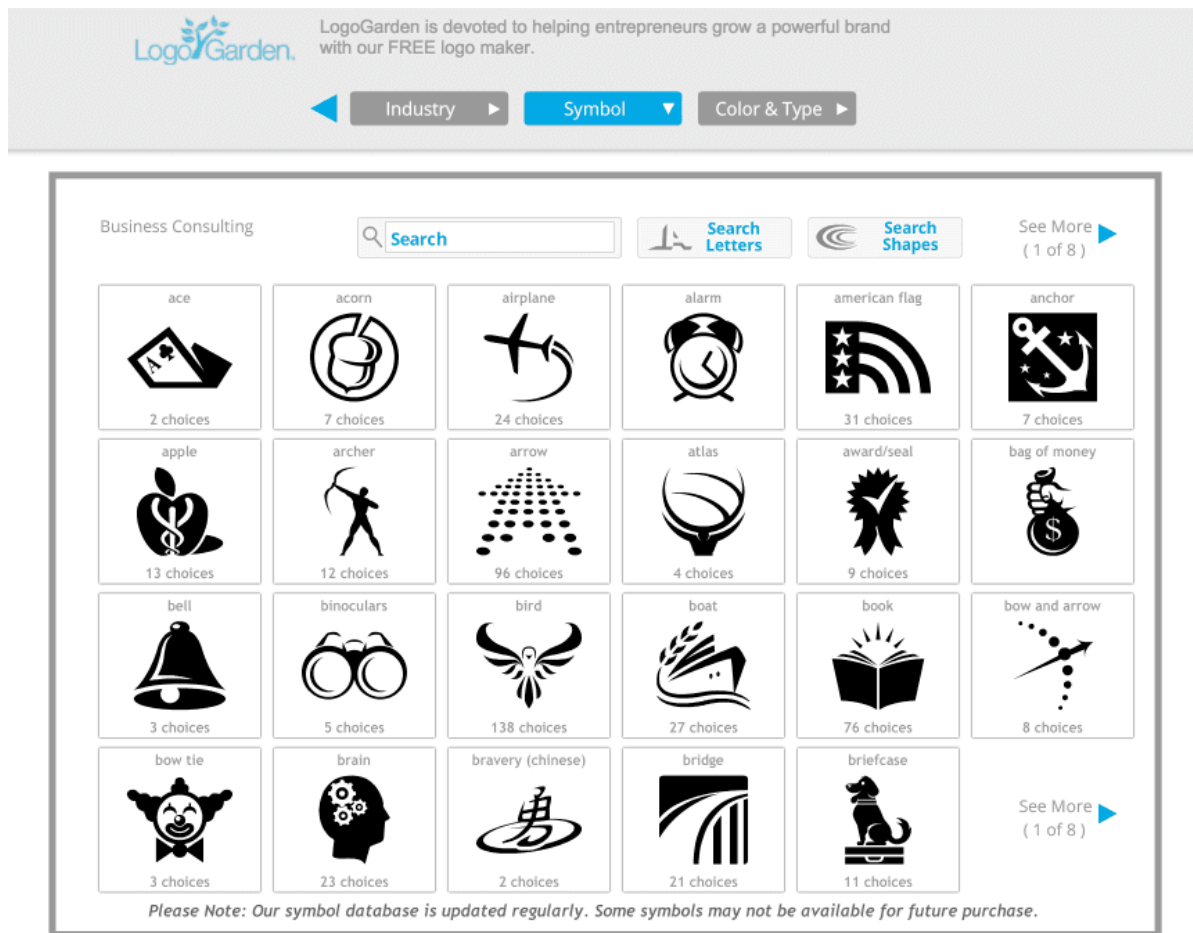 LogoGarden.
LogoGarden is devoted to helping entrepreneurs grow a powerful brand
with our FREE logo maker.
Industry
Symbol
Color & Type
Business Consulting
Search
Search
Letters
Search
Shapes
See More
( 1 of 8 )
ace
acorn
airplane
alarm
american flag
anchor
A
2 choices
7 choices
24 choices
31 choices
7 choices
apple
archer
arrow
atlas
award/seal
bag of money
$
13 choices
12 choices
96 choices
4 choices
9 choices
bell
binoculars
bird
boat
book
bow and arrow
3 choices
5 choices
138 choices
27 choices
76 choices
8 choices
bow tie
brain
bravery (chinese)
bridge
briefcase
勇
See More
( 1 of 8 )
3 choices
23 choices
2 choices
21 choices
11 choices
Please Note: Our symbol database is updated regularly. Some symbols may not be available for future purchase.